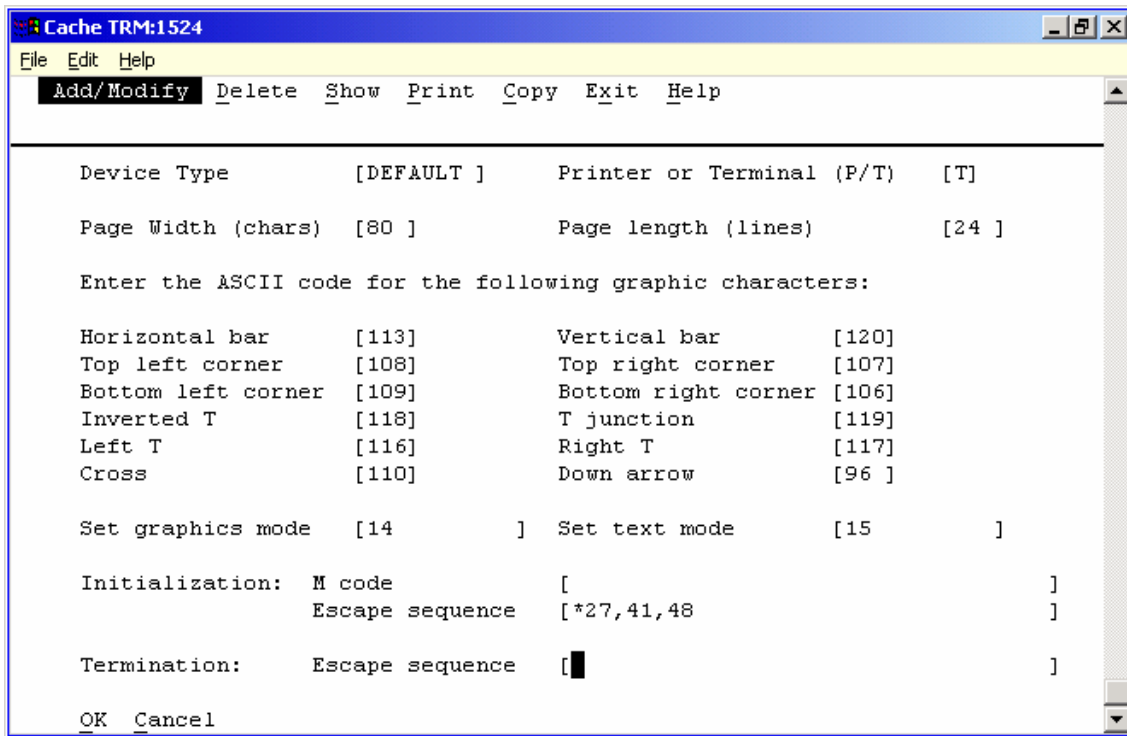 Cache TRM:1524
File Edit Help
Add/Modify Delete Show Print Copy Exit Help
Device Type [DEFAULT ] Printer or Terminal (P/T) [T]
Page Width (chars) [80 ] Page length (lines) [24 ]
Enter the ASCII code for the following graphic characters:
Horizontal bar [113] Vertical bar [120]
Top left corner [108] Top right corner [107]
Bottom left corner [109] Bottom right corner [106]
Inverted T [118] T junction [119]
Left T [116] Right T [117]
Cross [110] Down arrow [96 ]
Set graphics mode [14 ] Set text mode [15 ]
Initialization: M code [ ]
Escape sequence [*27,41,48 ]
Termination: Escape sequence [ ]
OK Cancel